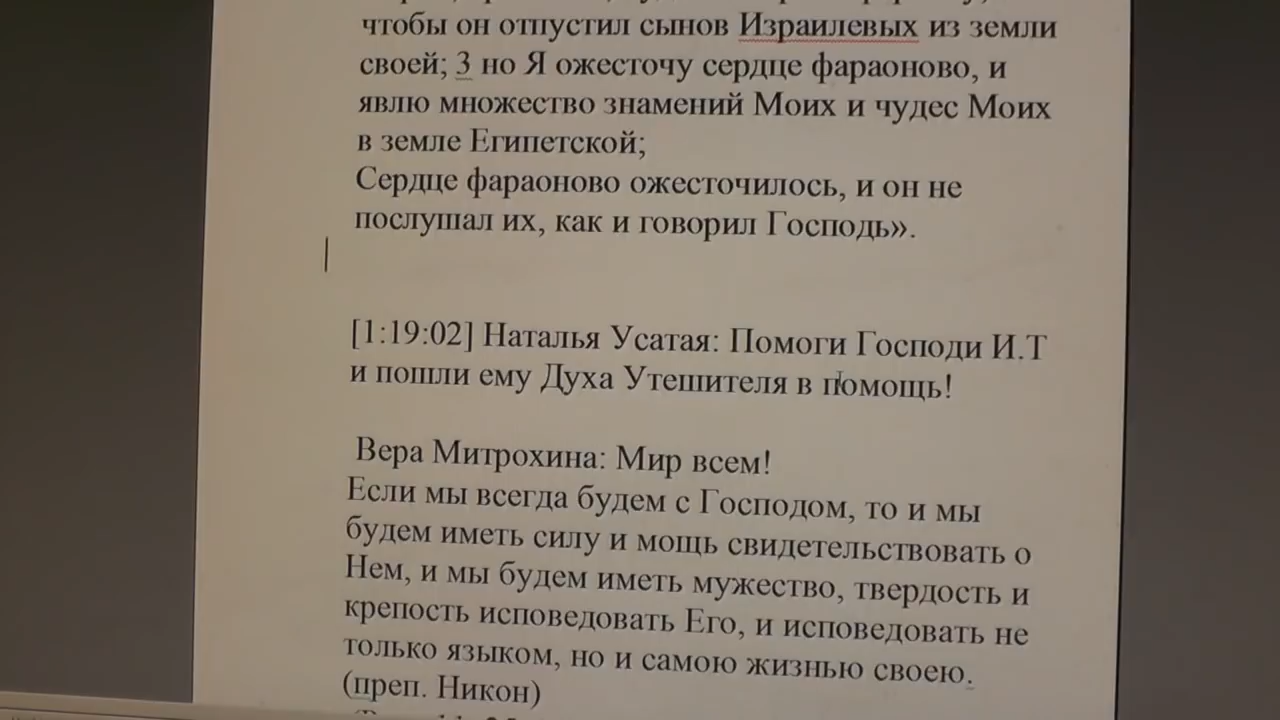 чтобы он отпустил сынов Израилевых из земли
своей; 3 но Я ожесточу сердце фараоново, и
явлю множество знамений Моих и чудес Моих
в земле Египетской;
Сердце фараоново ожесточилось, и он не
послушал их, как и говорил Господь».
[1:19:02] Наталья Усатая: Помоги Господи И.Т
и пошли ему Духа Утешителя в помощь!
Вера Митрохина: Мир всем!
Если мы всегда будем с Господом, то и мы
будем иметь силу и мощь свидетельствовать о
Нем, и мы будем иметь мужество, твердость и
крепость исповедовать Его, и исповедовать не
только языком, но и самою жизнью своею.
(преп. Никон)